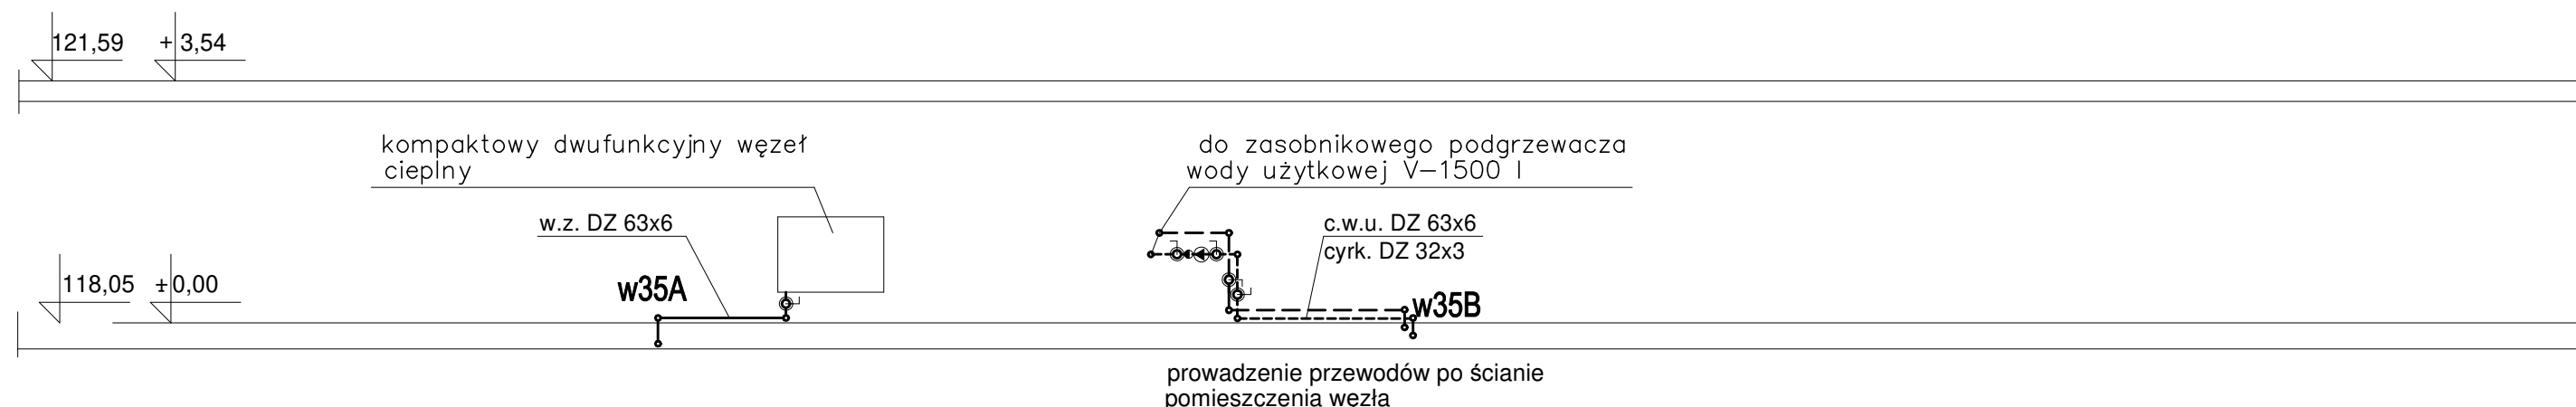 121,59 + 3,54
kompaktowy dwufunkcyjny węzeł
cieplny
do zasobnikowego podgrzewacza
wody użytkowej V-1500 l
w.z. DZ 63x6
c.w.u. DZ 63x6
cyrk. DZ 32x3
118,05 ±0,00
w35A
w35B
prowadzenie przewodów po ścianie
pomieszczenia węzła